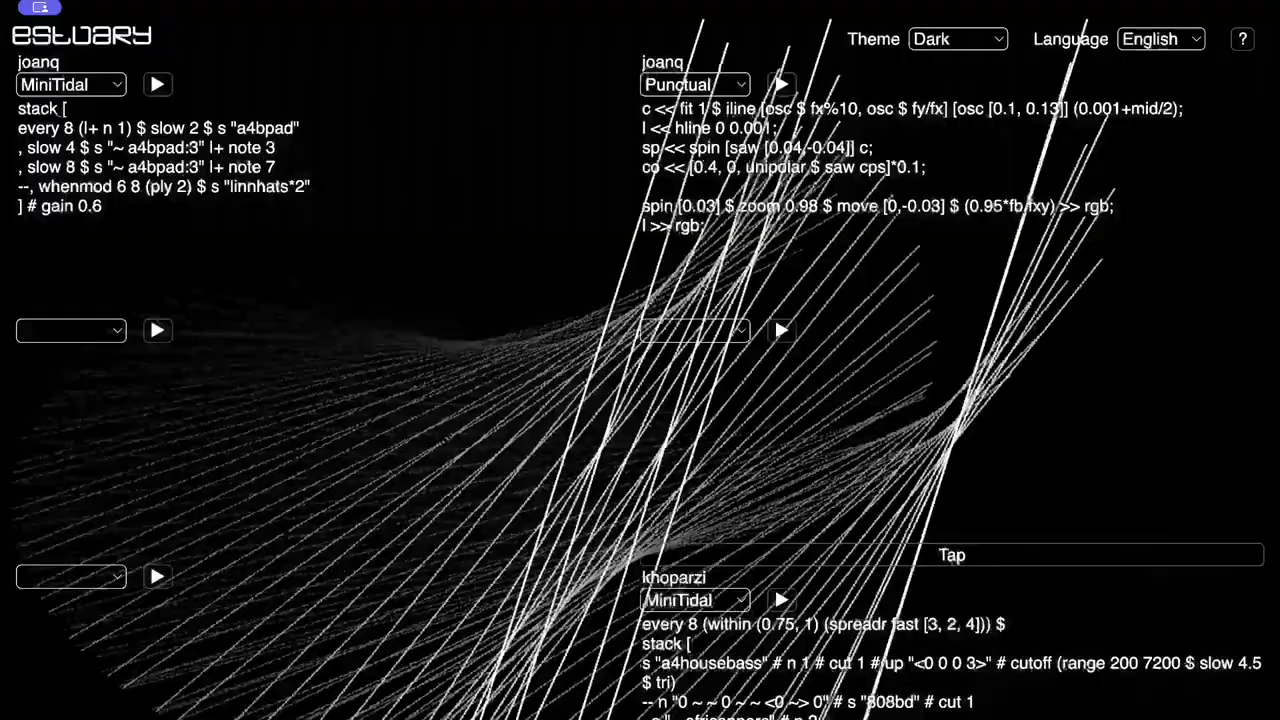 ESTUARY
Theme Dark Language English ?
joanq
MiniTidal
stack [
every 8 (|+ n 1) $ slow 2 $ s "a4bpad"
, slow 4 $ s "~ a4bpad:3" |+ note 3
, slow 8 $ s "~ a4bpad:3" |+ note 7
--, whenmod 6 8 (ply 2) $ s "linnhats*2"
] # gain 0.6
joanq
Punctual
c << fit 1 $ iline [osc $ fx%10, osc $ fy/fx] [osc [0.1, 0.13]] (0.001+mid/2);
l << hline 0 0.001;
sp << spin [saw [0.04,-0.04]] c;
co << [0.4, 0, unipolar $ saw cps]*0.1;
spin [0.03] $ zoom 0.98 $ move [0,-0.03] $ (0.95*fb fxy) >> rgb;
l >> rgb;
Tap
khoparzi
MiniTidal
every 8 (within (0.75, 1) (spreadr fast [3, 2, 4])) $
stack [
s "a4housebass" # n 1 # cut 1 # up "<0 0 0 3>" # cutoff (range 200 7200 $ slow 4.5
$ tri)
-- n "0 ~ ~ 0 ~ ~ <0 ~> 0" # s "808bd" # cut 1